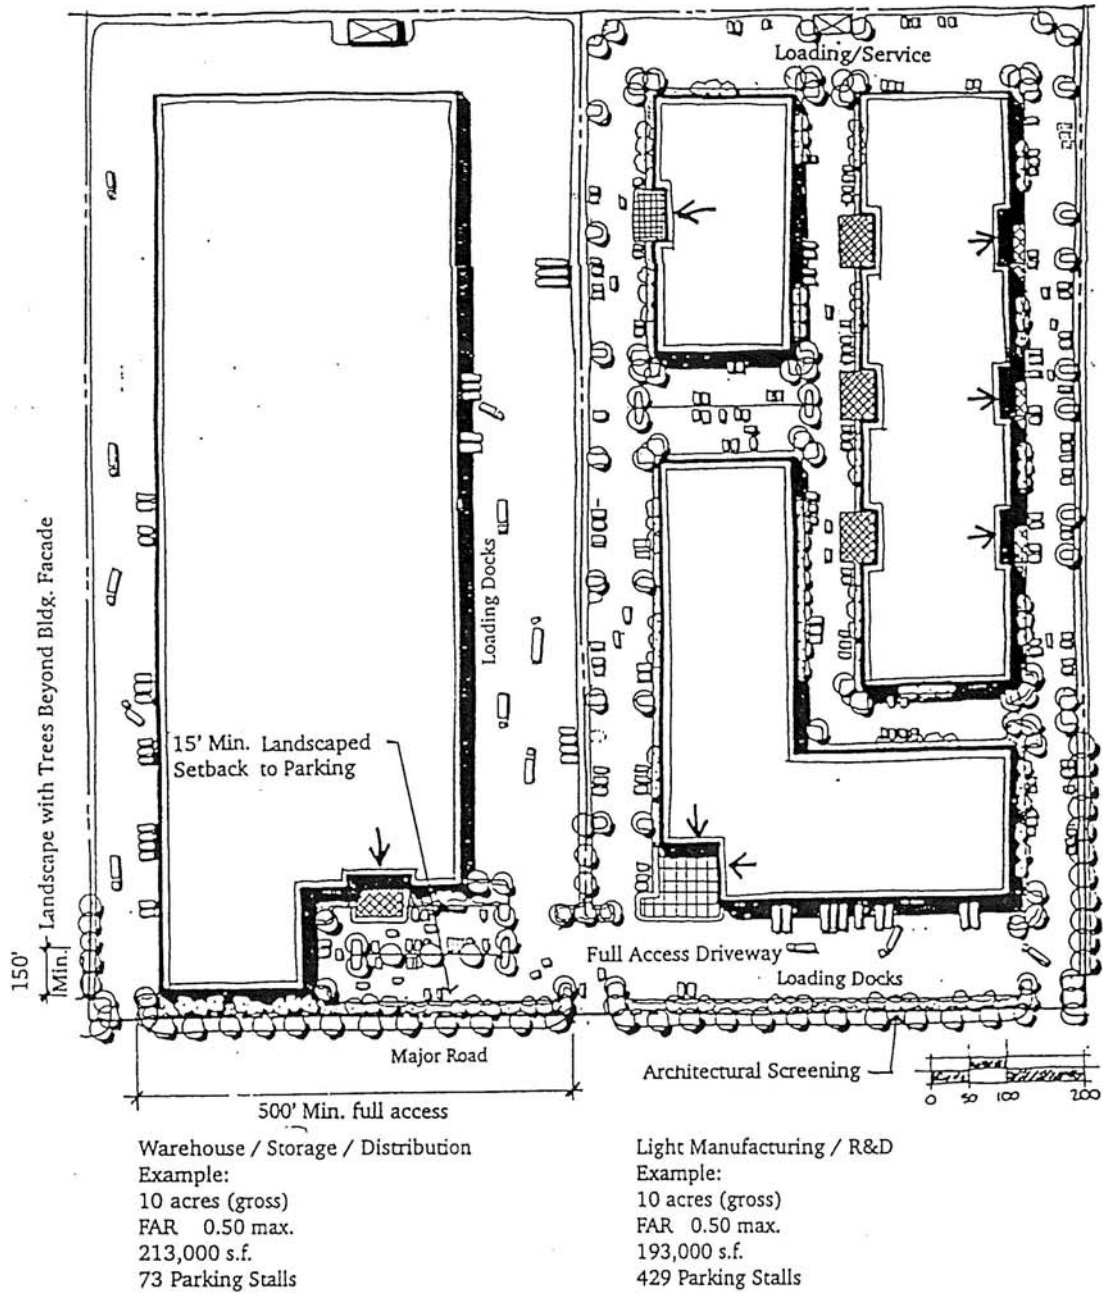 Loading/Service
Landscape with Trees Beyond Bldg. Facade
150'
Min.
Loading Docks
15' Min. Landscaped
Setback to Parking
Full Access Driveway
Loading Docks
Major Road
Architectural Screening
0 50 100 200
500' Min. full access
Warehouse / Storage / Distribution
Example:
10 acres (gross)
FAR 0.50 max.
213,000 s.f.
73 Parking Stalls
Light Manufacturing / R&D
Example:
10 acres (gross)
FAR 0.50 max.
193,000 s.f.
429 Parking Stalls